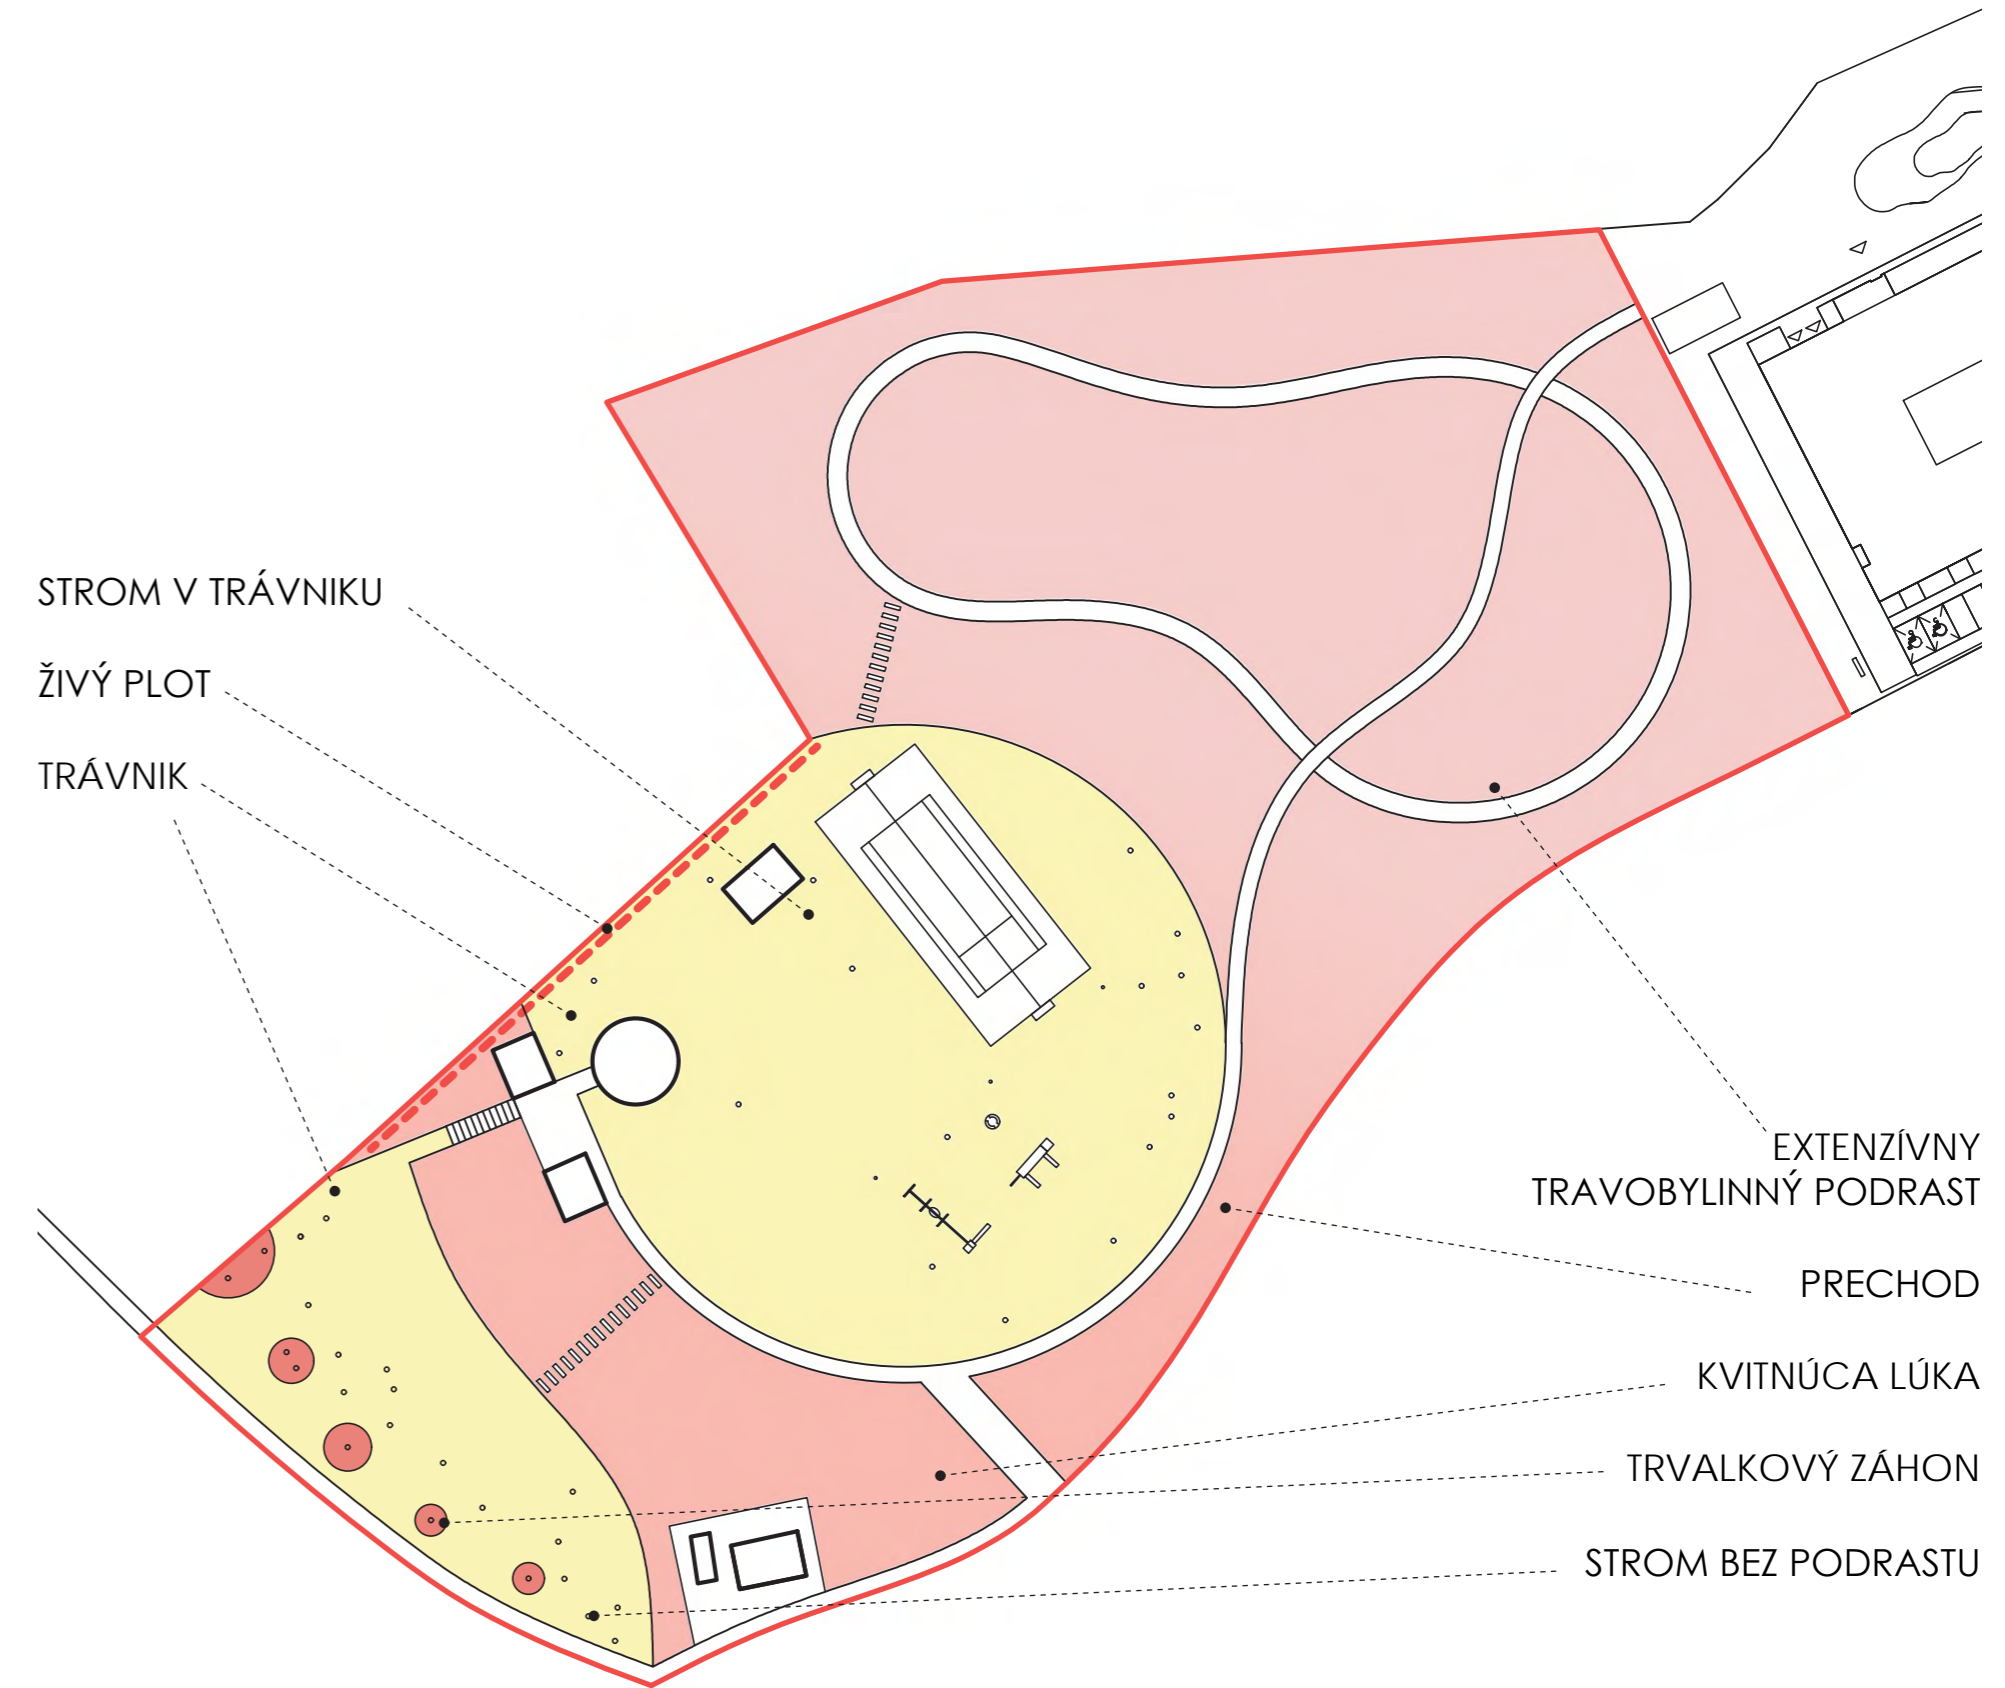 STROM V TRÁVNIKU
ŽIVÝ PLOT
TRÁVNIK
EXTENZÍVNY
TRAVOBYLINNÝ PODRAST
PRECHOD
KVITNÚCA LÚKA
TRVALKOVÝ ZÁHON
STROM BEZ PODRASTU